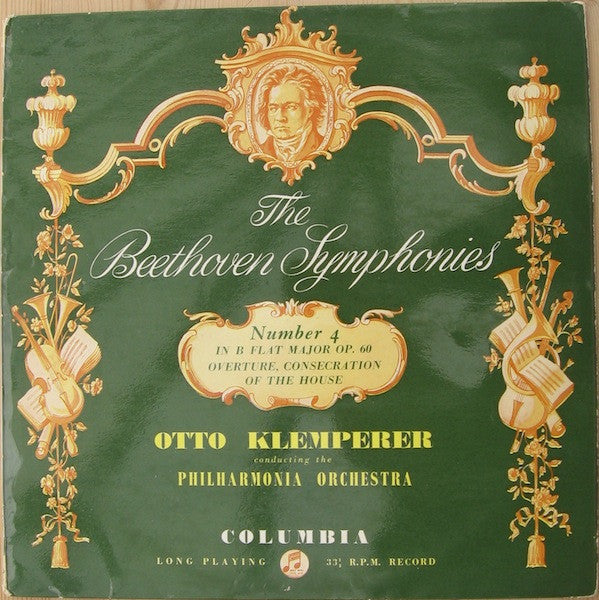 The
Beethoven Symphonies
Number 4
IN B FLAT MAJOR OP. 60
OVERTURE, CONSECRATION
OF THE HOUSE
OTTO KLEMPERER
conducting the
PHILHARMONIA ORCHESTRA
COLUMBIA
LONG PLAYING 33⅓ R.P.M. RECORD